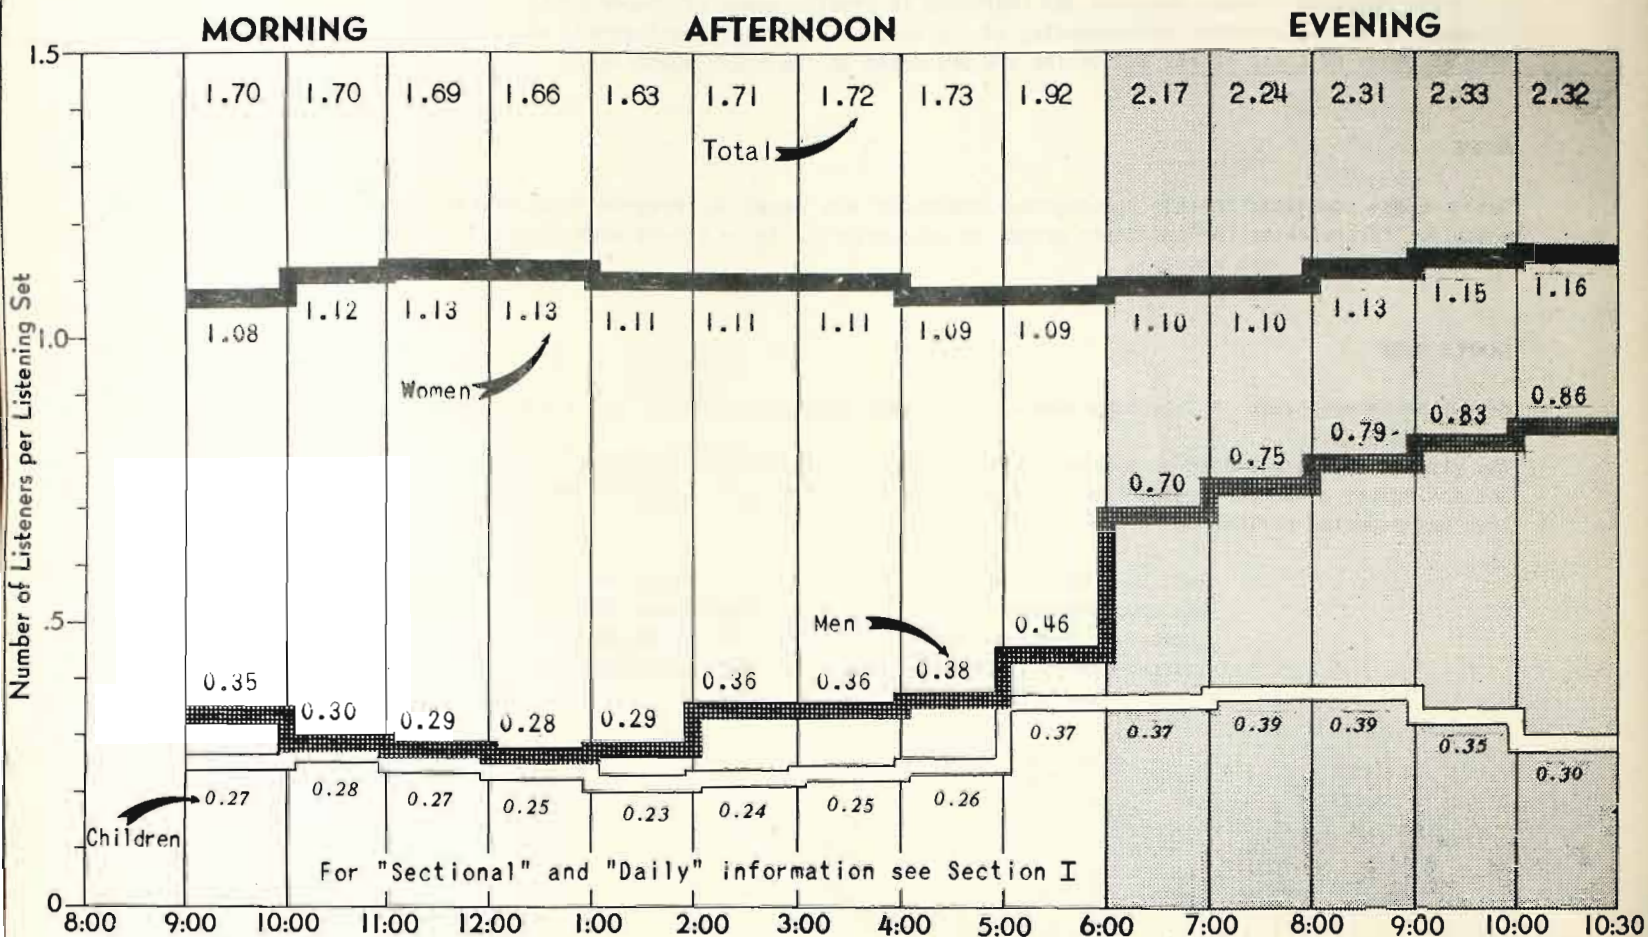 MORNING AFTERNOON EVENING
1.5
1.70 1.70 1.69 1.66 1.63 1.71 1.72 1.73 1.92 2.17 2.24 2.31 2.33 2.32
Total
Number of Listeners per Listening Set
1.0
1.08 1.12 1.13 1.13 1.11 1.11 1.11 1.09 1.09 1.10 1.10 1.13 1.15 1.16
Women
.5
Men
0.35 0.30 0.29 0.28 0.29 0.36 0.36 0.38 0.46 0.70 0.75 0.79 0.83 0.86
Children
0.27 0.28 0.27 0.25 0.23 0.24 0.25 0.26 0.37 0.37 0.39 0.39 0.35 0.30
For "Sectional" and "Daily" information see Section I
0
8:00 9:00 10:00 11:00 12:00 1:00 2:00 3:00 4:00 5:00 6:00 7:00 8:00 9:00 10:00 10:30